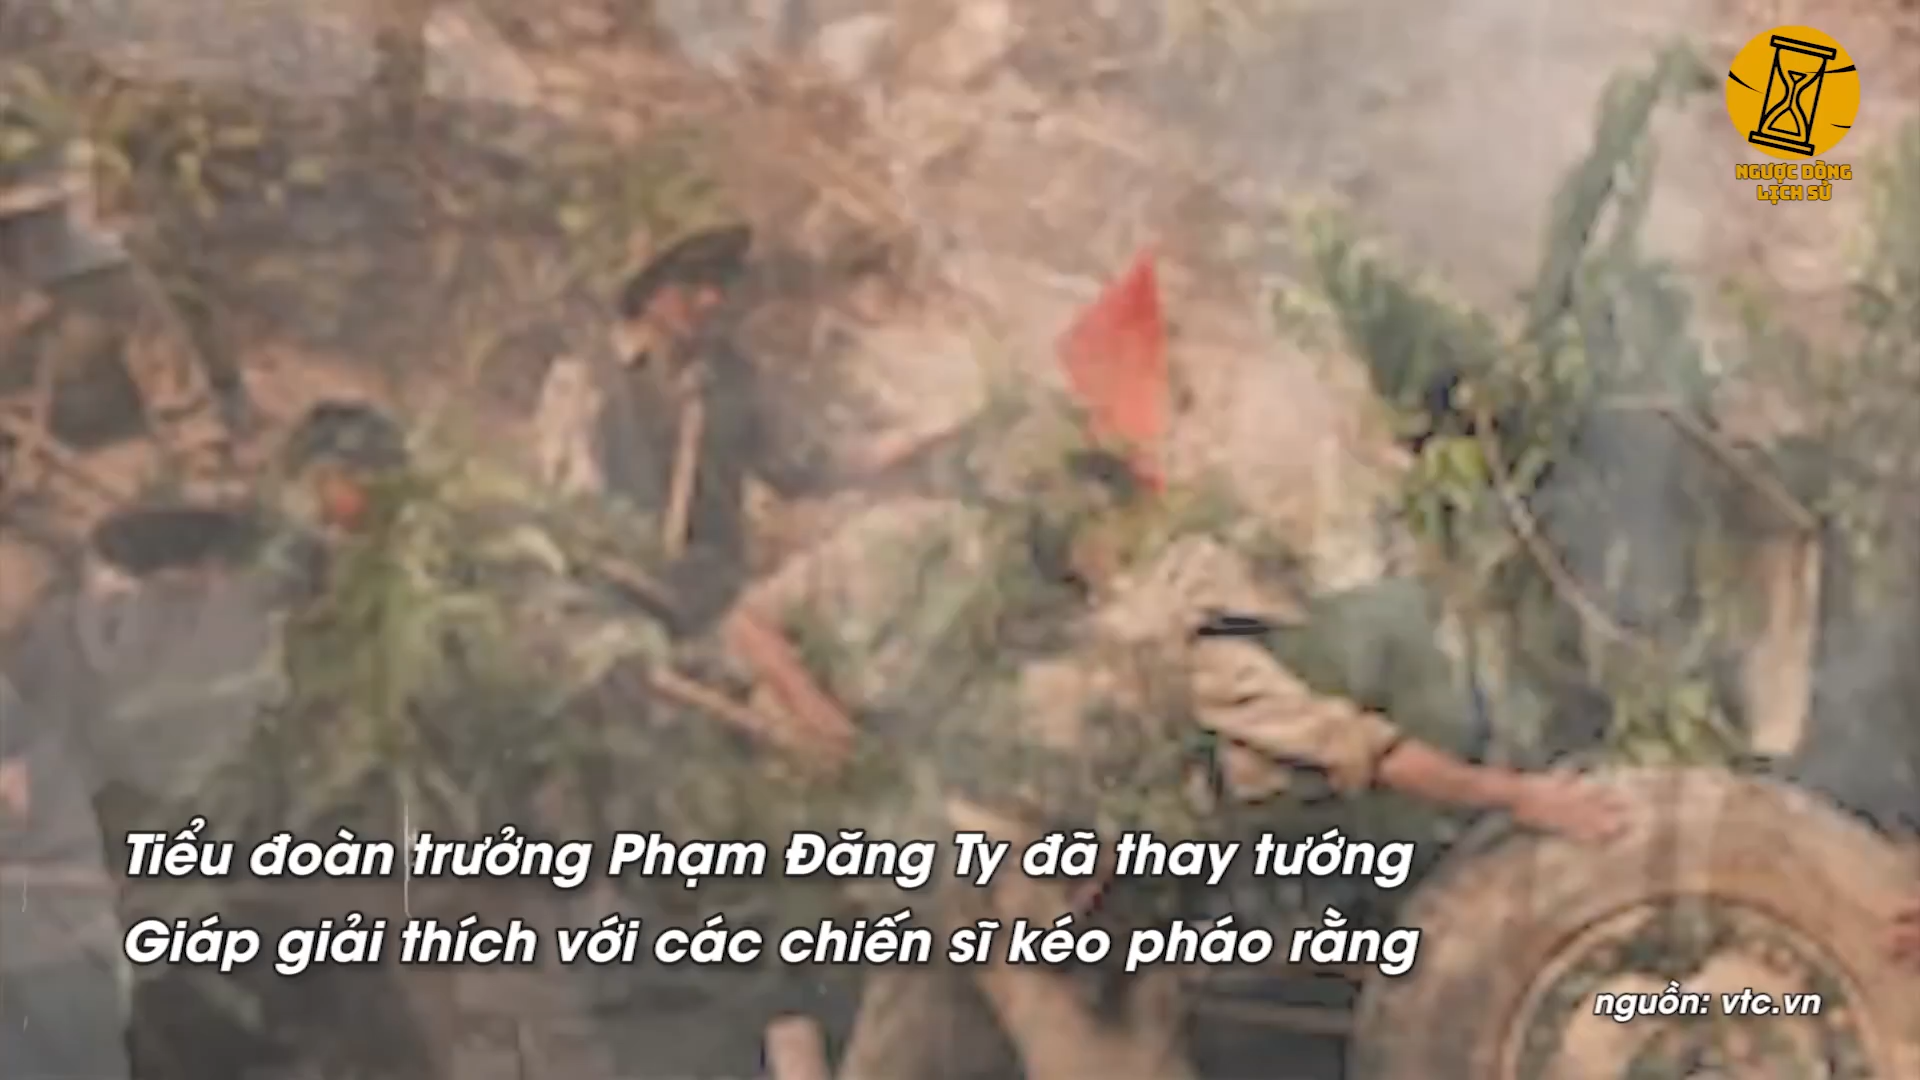 NGƯỢC DÒNG
LỊCH SỬ
Tiểu đoàn trưởng Phạm Đăng Ty đã thay tướng
Giáp giải thích với các chiến sĩ kéo pháo rằng
nguồn: vtc.vn